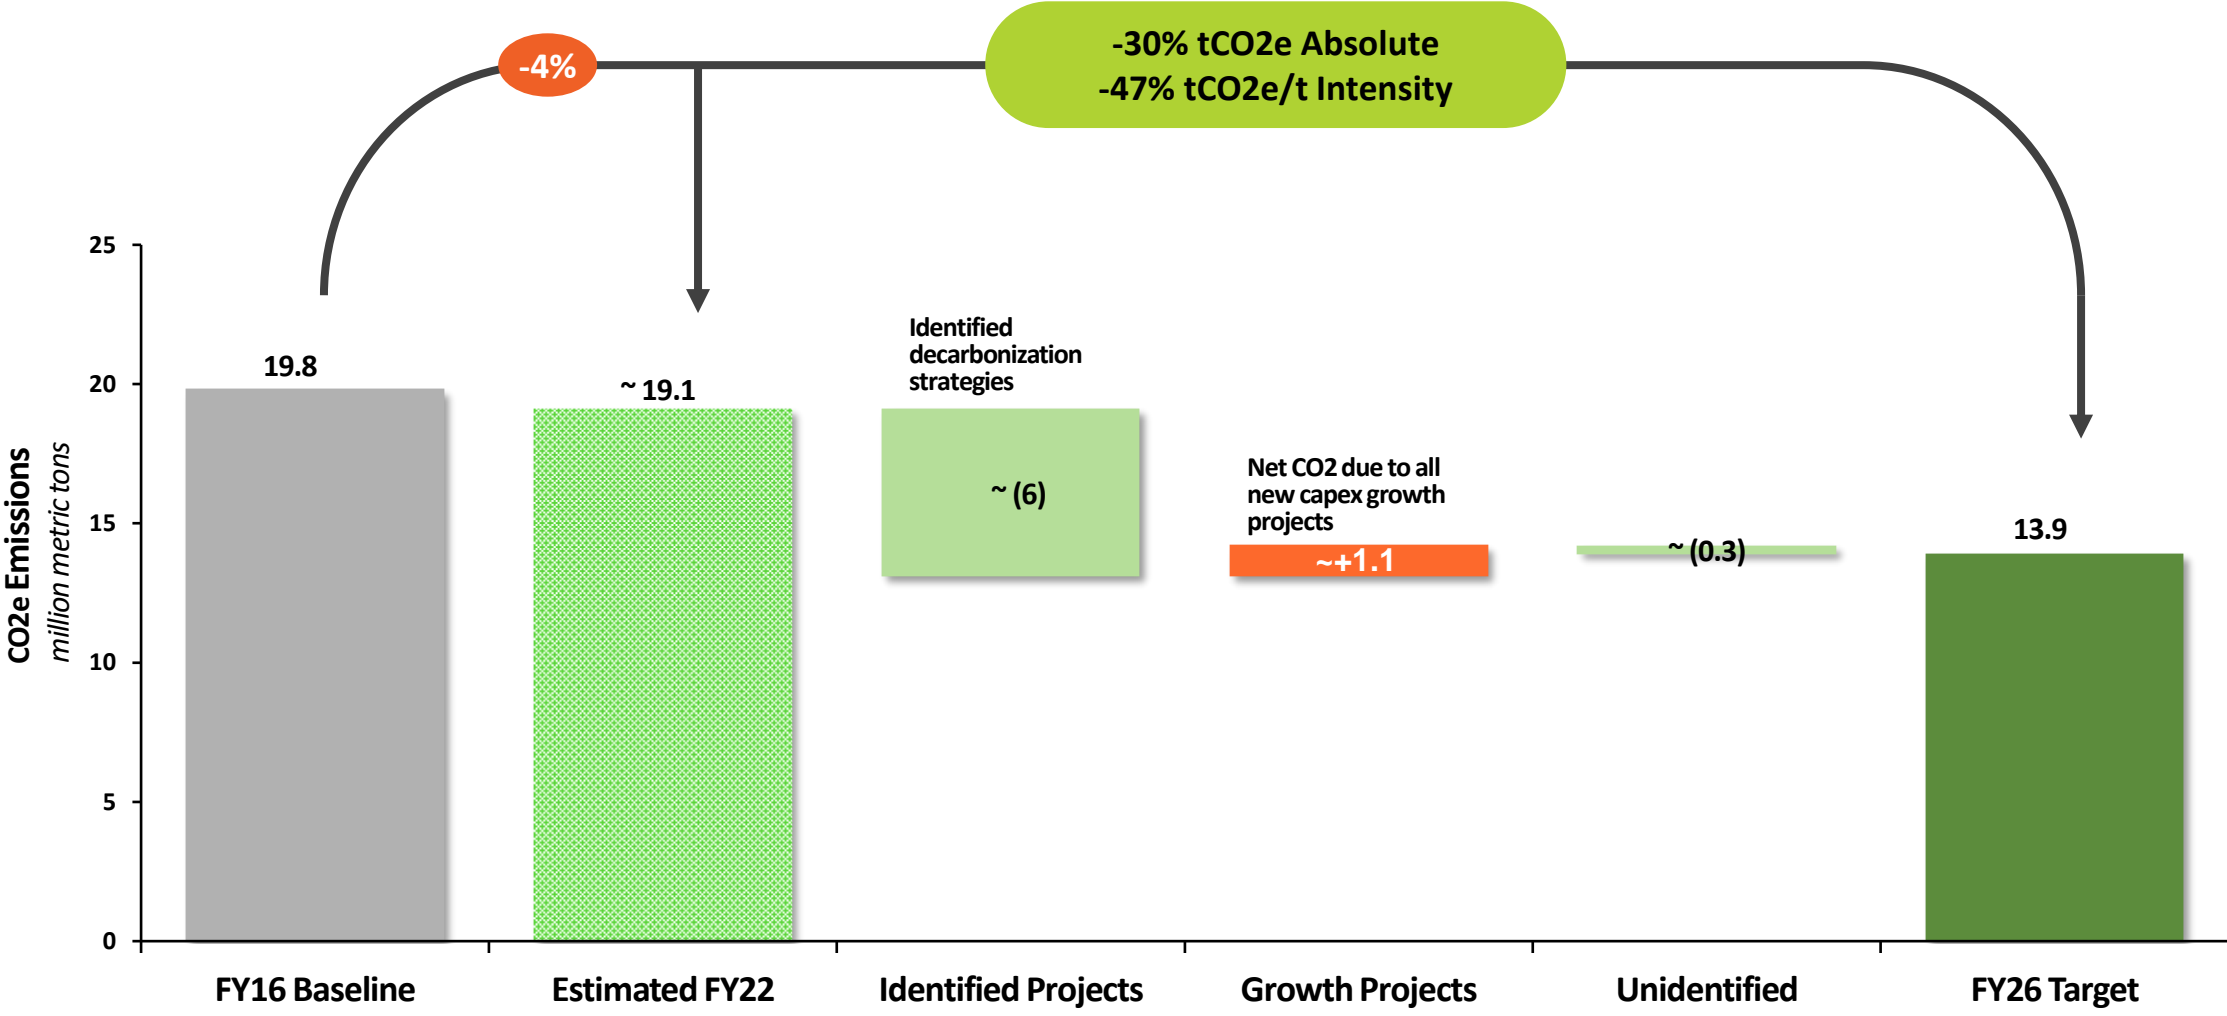 -4%
-30% tCO2e Absolute
-47% tCO2e/t Intensity
CO2e Emissions
million metric tons
25
20
15
10
5
0
19.8
~ 19.1
Identified
decarbonization
strategies
~ (6)
Net CO2 due to all
new capex growth
projects
~+1.1
~ (0.3)
13.9
FY16 Baseline
Estimated FY22
Identified Projects
Growth Projects
Unidentified
FY26 Target